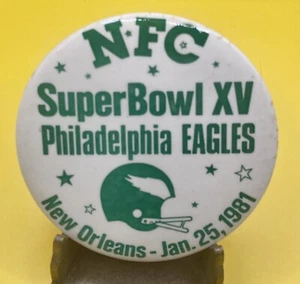 NFC
SuperBowl XV
Philadelphia EAGLES
New Orleans - Jan. 25, 1981